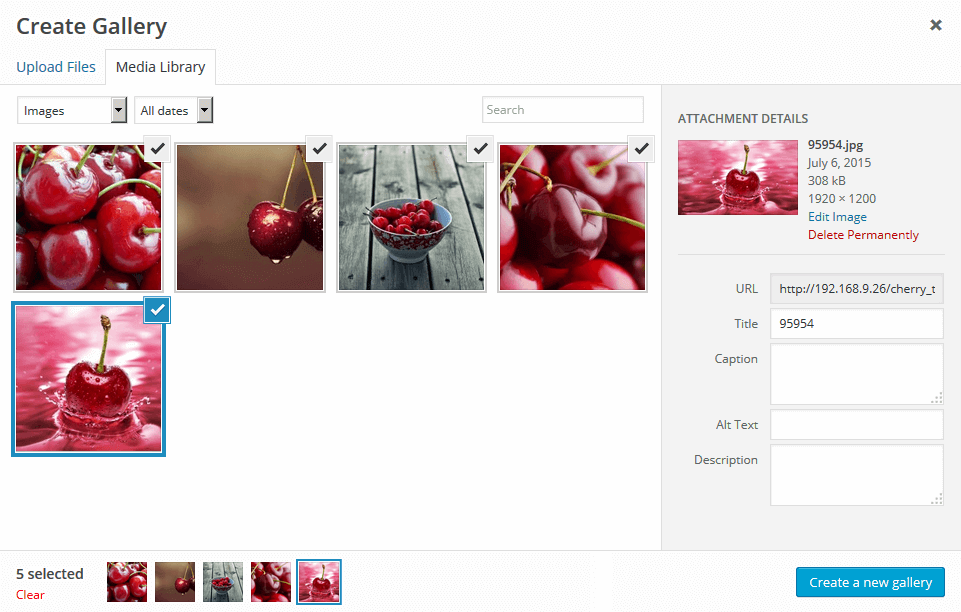 Create Gallery
Upload Files
Media Library
Images
All dates
Search
ATTACHMENT DETAILS
95954.jpg
July 6, 2015
308 kB
1920 × 1200
Edit Image
Delete Permanently
URL
http://192.168.9.26/cherry_t
Title
95954
Caption
Alt Text
Description
5 selected
Clear
Create a new gallery